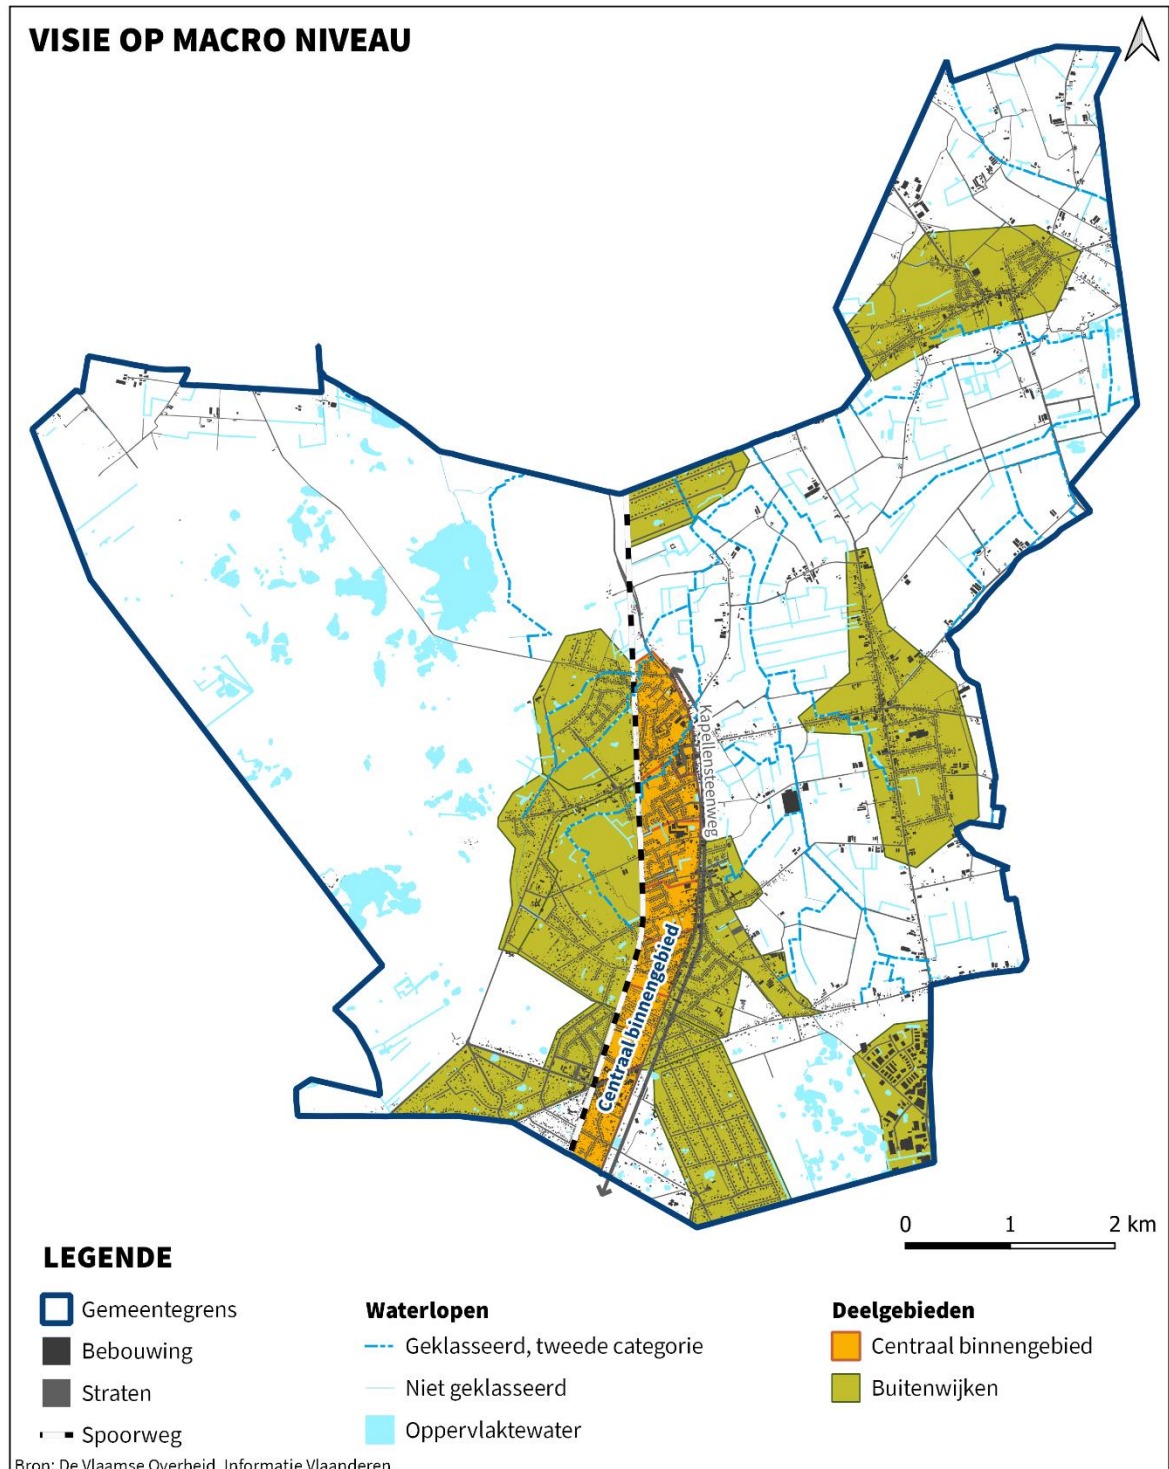 VISIE OP MACRO NIVEAU
Kapellensteenweg
Centraal binnengebied
0 1 2 km
LEGENDE
Gemeentegrens
Bebouwing
Straten
Spoorweg
Waterlopen
Geklasseerd, tweede categorie
Niet geklasseerd
Oppervlaktewater
Deelgebieden
Centraal binnengebied
Buitenwijken
Bron: De Vlaamse Overheid, Informatie Vlaanderen